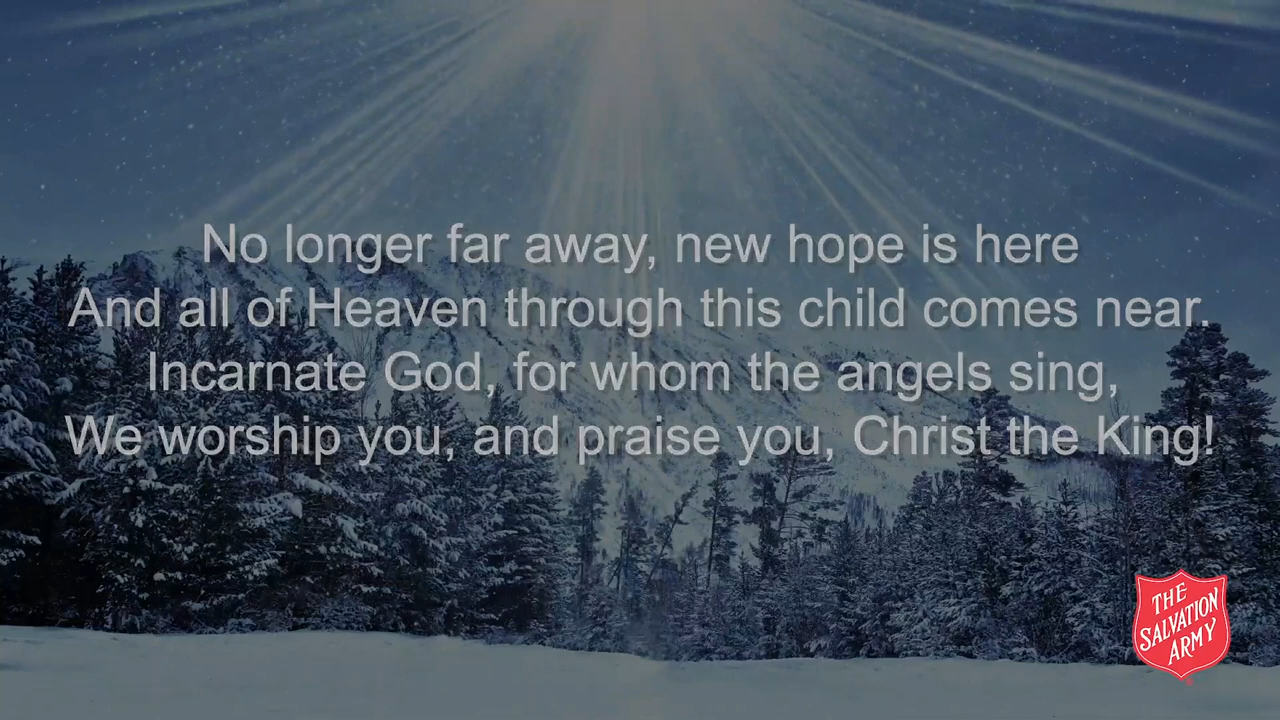 No longer far away, new hope is here
And all of Heaven through this child comes near.
Incarnate God, for whom the angels sing,
We worship you, and praise you, Christ the King!
THE
SALVATION
ARMY